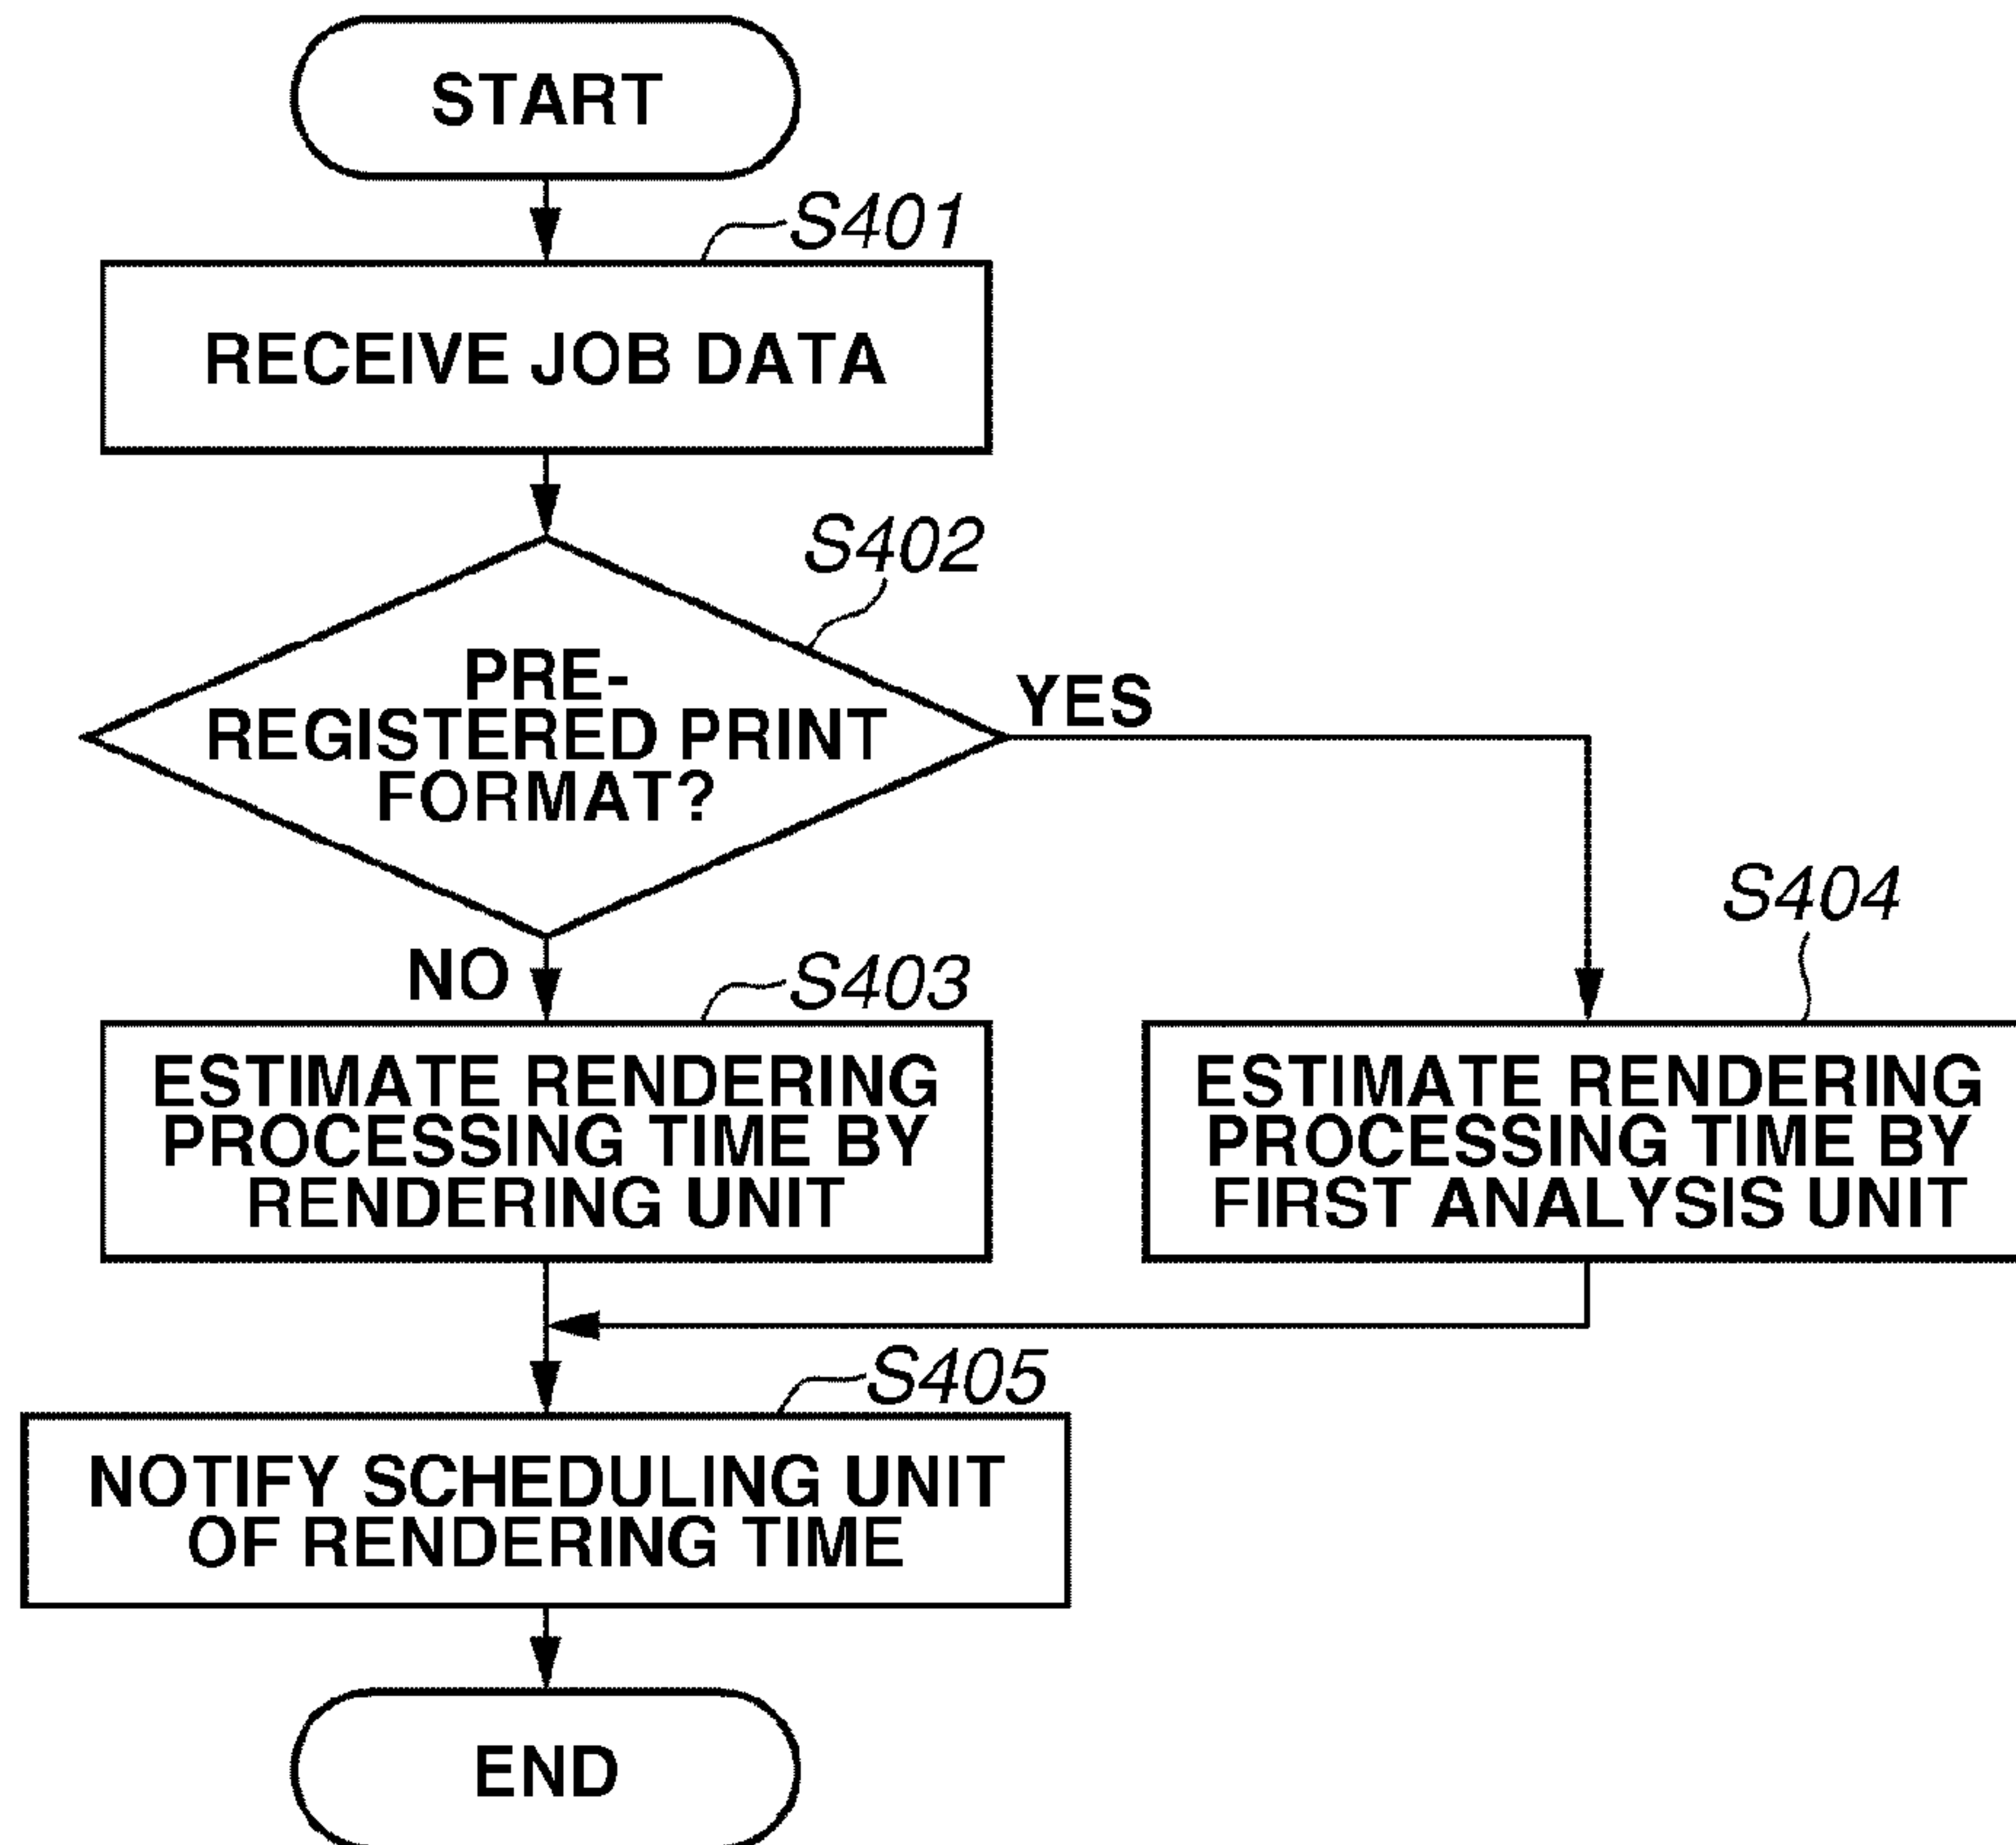 START
S401
RECEIVE JOB DATA
S402
PRE-
REGISTERED PRINT
FORMAT?
YES
NO
S403
ESTIMATE RENDERING
PROCESSING TIME BY
RENDERING UNIT
S404
ESTIMATE RENDERING
PROCESSING TIME BY
FIRST ANALYSIS UNIT
S405
NOTIFY SCHEDULING UNIT
OF RENDERING TIME
END